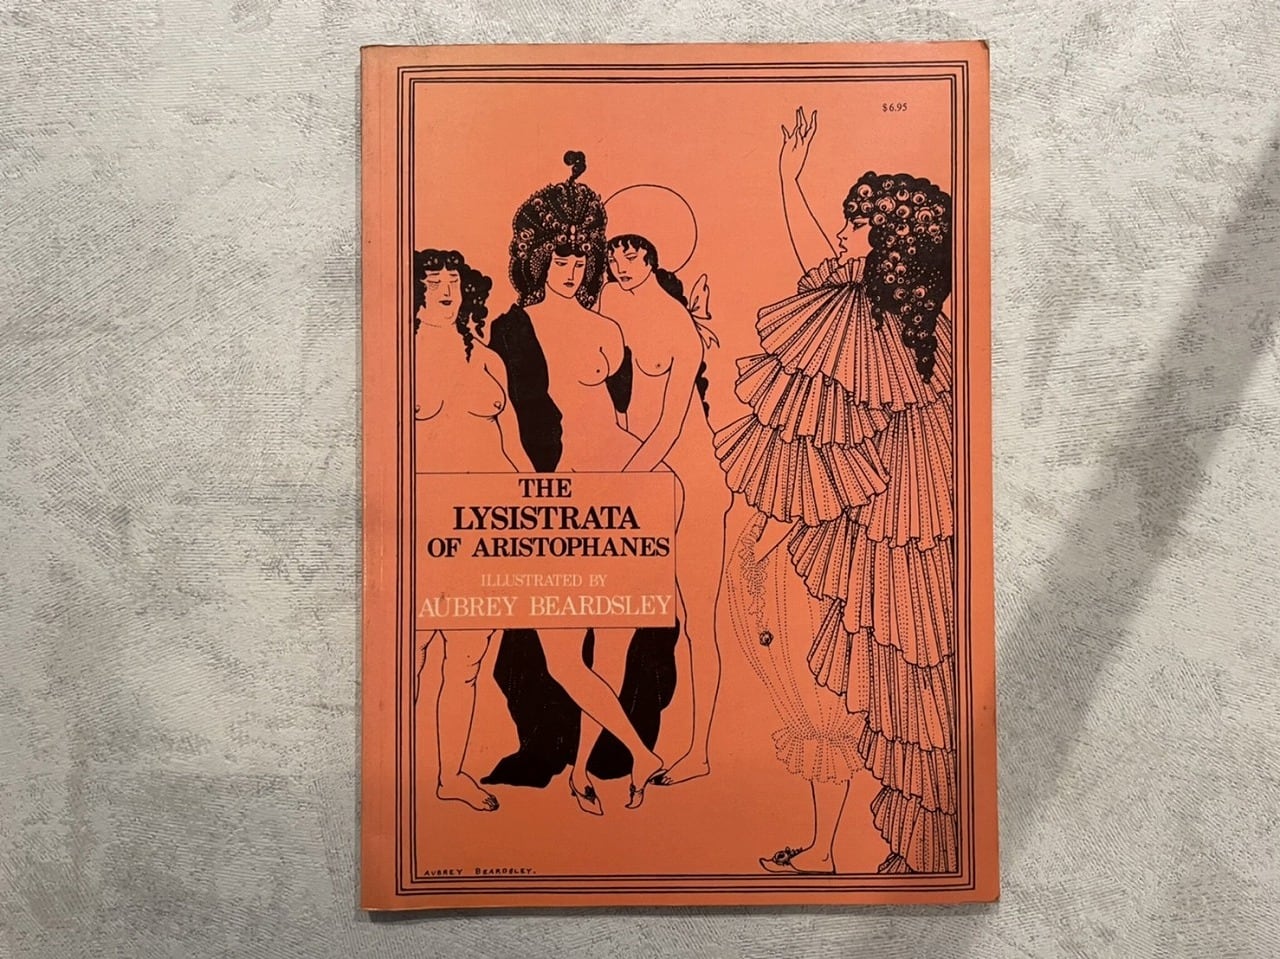 $6.95
THE
LYSISTRATA
OF ARISTOPHANES
ILLUSTRATED BY
AUBREY BEARDSLEY
AUBREY BEARDSLEY.